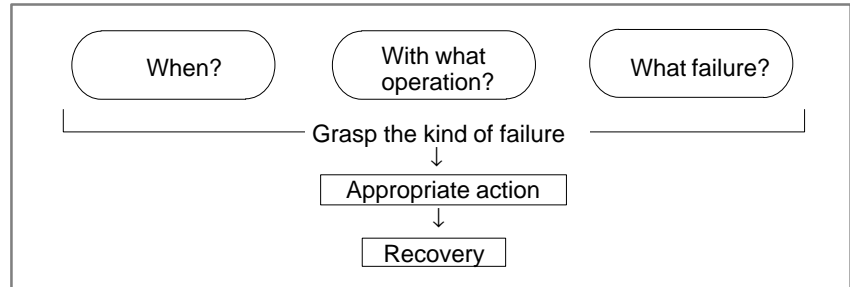 When?
With what
operation?
What failure?
Grasp the kind of failure
↓
Appropriate action
↓
Recovery